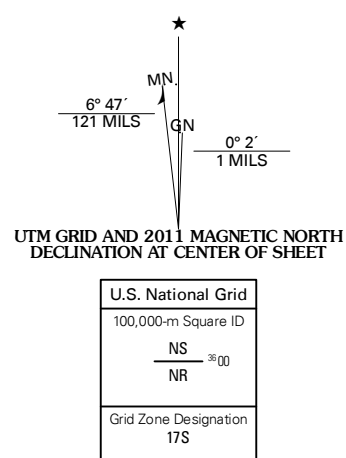 ★
MN
6° 47´
121 MILS
GN
0° 2´
1 MILS
UTM GRID AND 2011 MAGNETIC NORTH
DECLINATION AT CENTER OF SHEET
U.S. National Grid
100,000-m Square ID
NS
3600
NR
Grid Zone Designation
17S